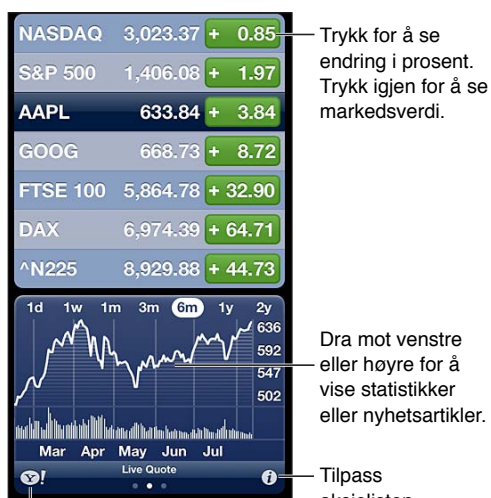 NASDAQ 3,023.37 + 0.85
S&P 500 1,406.08 + 1.97
AAPL 633.84 + 3.84
GOOG 668.73 + 8.72
FTSE 100 5,864.78 + 32.90
DAX 6,974.39 + 64.71
^N225 8,929.88 + 44.73
Trykk for å se
endring i prosent.
Trykk igjen for å se
markedsverdi.
1d 1w 1m 3m 6m 1y 2y
636
592
547
502
Mar Apr May Jun Jul
Live Quote
Y!
i
Dra mot venstre
eller høyre for å
vise statistikker
eller nyhetsartikler.
Tilpass
aksjelisten